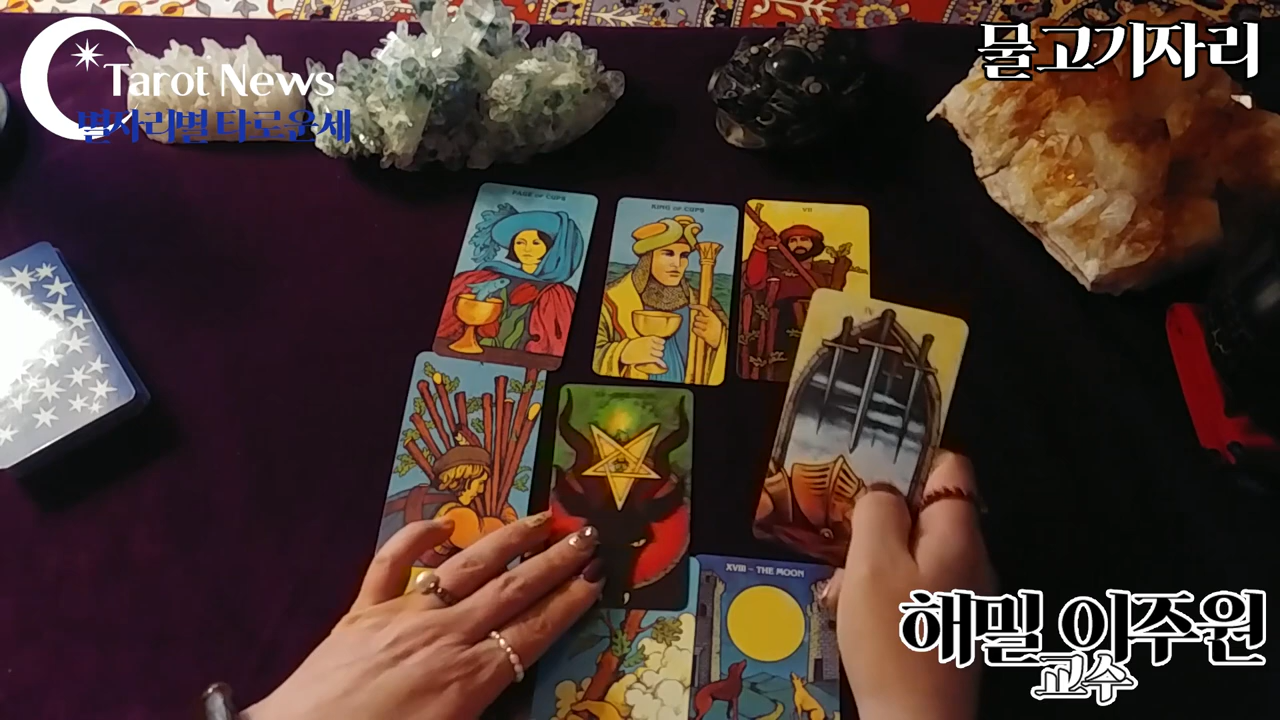 Tarot News
별자리별 타로운세
물고기자리
PAGE OF CUPS
KING OF CUPS
VII
XVIII - THE MOON
해밀 이주원
교수